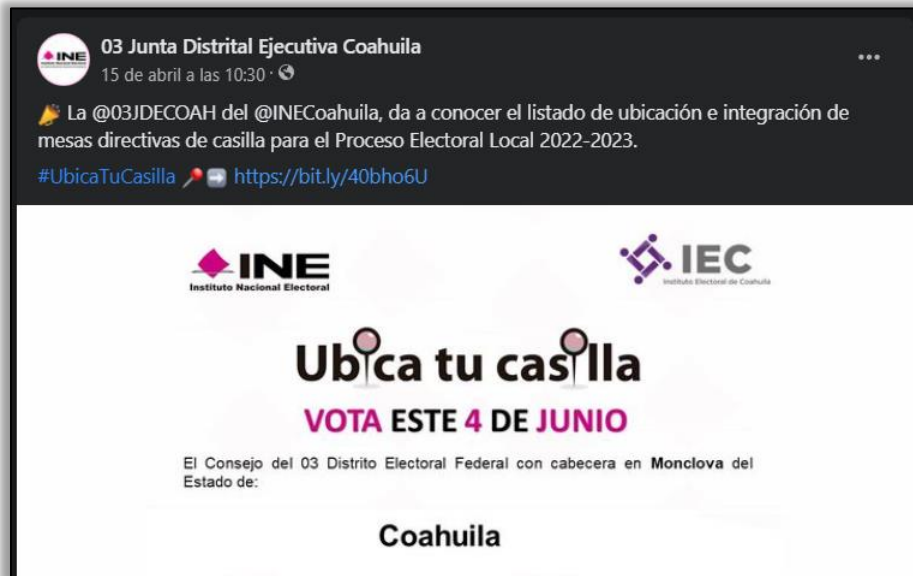 03 Junta Distrital Ejecutiva Coahuila
15 de abril a las 10:30 ·
La @03JDECOAH del @INECoahuila, da a conocer el listado de ubicación e integración de
mesas directivas de casilla para el Proceso Electoral Local 2022-2023.
#UbicaTuCasilla https://bit.ly/40bho6U
INE
Instituto Nacional Electoral
IEC
Instituto Electoral de Coahuila
Ubica tu casilla
VOTA ESTE 4 DE JUNIO
El Consejo del 03 Distrito Electoral Federal con cabecera en Monclova del
Estado de:
Coahuila